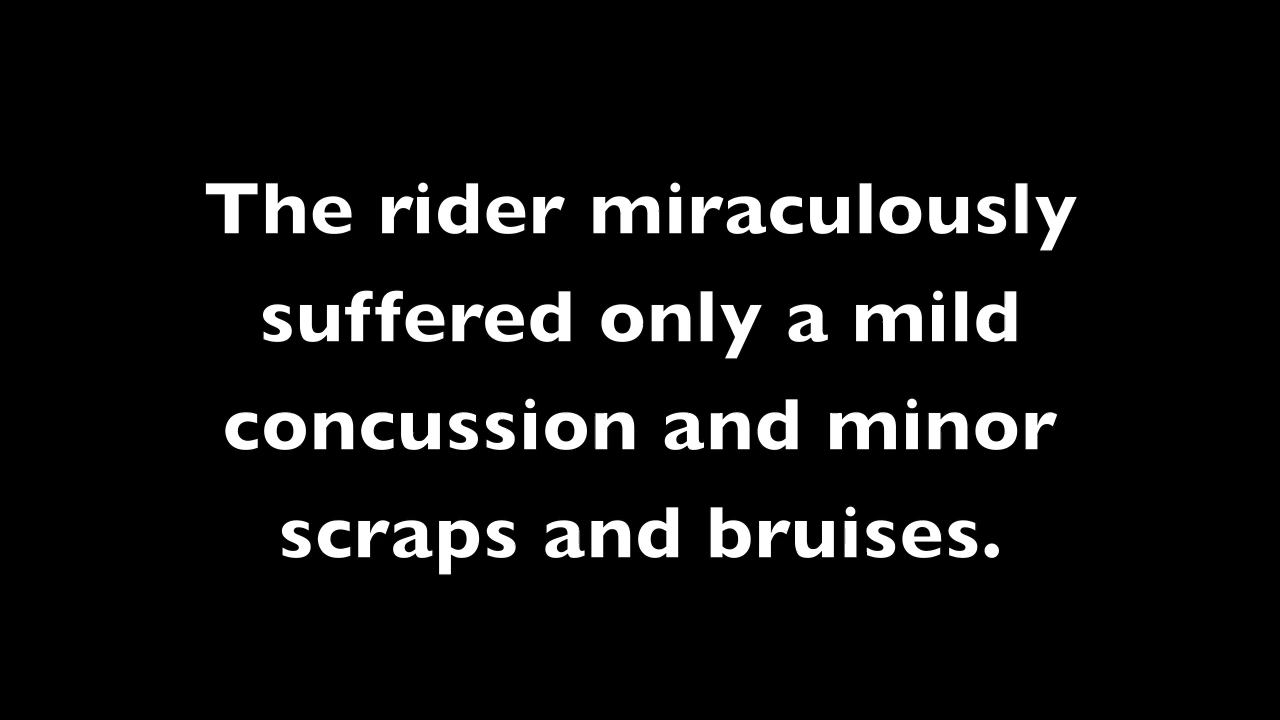 The rider miraculously
suffered only a mild
concussion and minor
scraps and bruises.